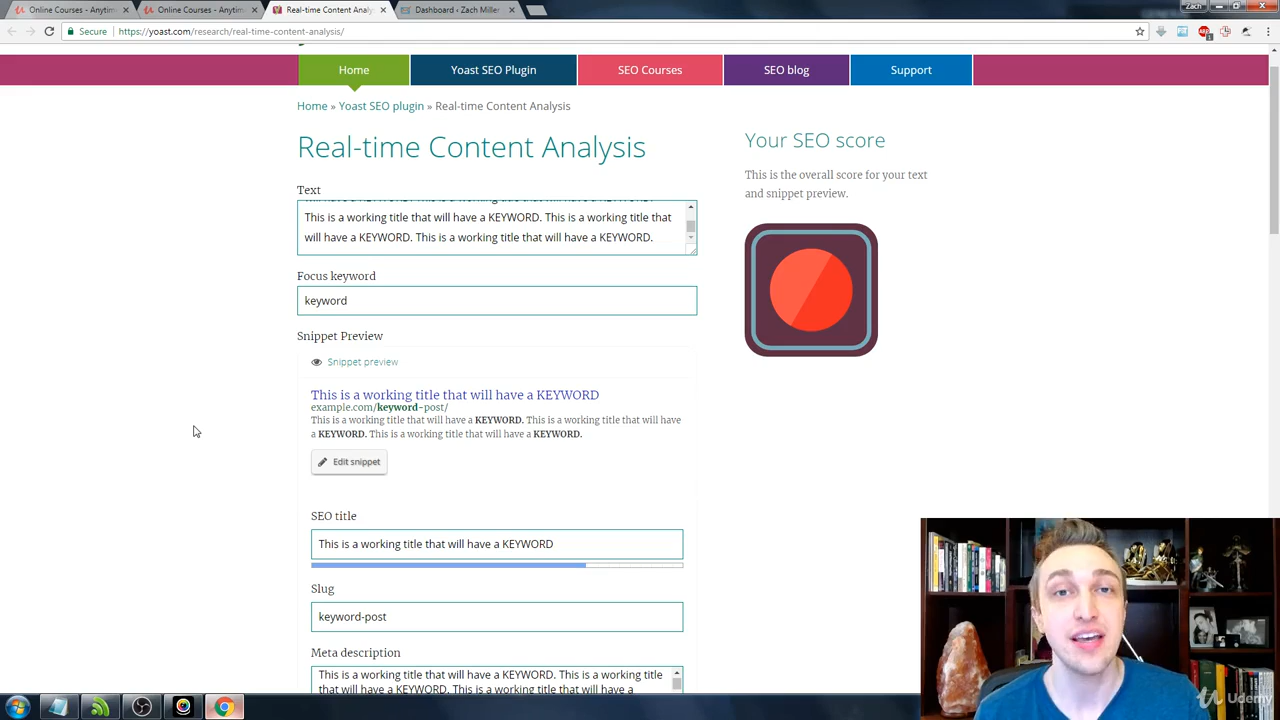 Online Courses - Anytim
Online Courses - Anytim
Real-time Content Analy
Dashboard ‹ Zach Miller
Zach
Secure
https://yoast.com/research/real-time-content-analysis/
Home
Yoast SEO Plugin
SEO Courses
SEO blog
Support
Home » Yoast SEO plugin » Real-time Content Analysis
Real-time Content Analysis
Your SEO score
This is the overall score for your text
and snippet preview.
Text
This is a working title that will have a KEYWORD. This is a working title that
will have a KEYWORD. This is a working title that will have a KEYWORD.
Focus keyword
keyword
Snippet Preview
Snippet preview
This is a working title that will have a KEYWORD
example.com/keyword-post/
This is a working title that will have a KEYWORD. This is a working title that will have
a KEYWORD. This is a working title that will have a KEYWORD.
Edit snippet
SEO title
This is a working title that will have a KEYWORD
Slug
keyword-post
Meta description
This is a working title that will have a KEYWORD. This is a working title
that will have a KEYWORD. This is a working title that will have a
Udemy